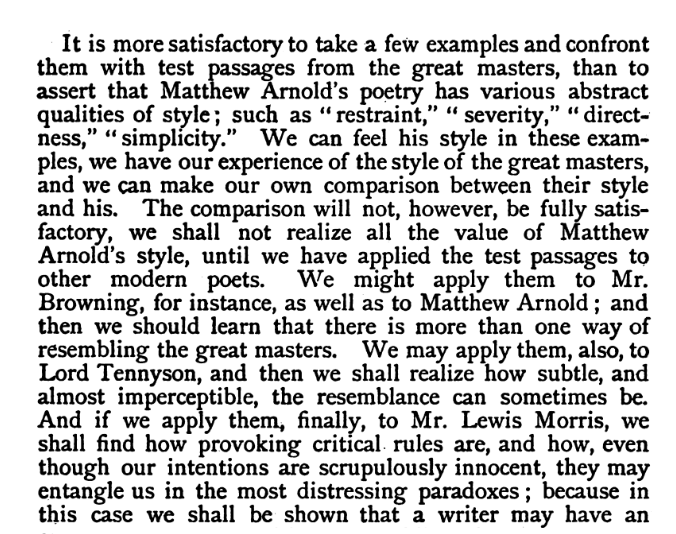 It is more satisfactory to take a few examples and confront
them with test passages from the great masters, than to
assert that Matthew Arnold's poetry has various abstract
qualities of style; such as "restraint," "severity," "direct-
ness," "simplicity." We can feel his style in these exam-
ples, we have our experience of the style of the great masters,
and we can make our own comparison between their style
and his. The comparison will not, however, be fully satis-
factory, we shall not realize all the value of Matthew
Arnold's style, until we have applied the test passages to
other modern poets. We might apply them to Mr.
Browning, for instance, as well as to Matthew Arnold; and
then we should learn that there is more than one way of
resembling the great masters. We may apply them, also, to
Lord Tennyson, and then we shall realize how subtle, and
almost imperceptible, the resemblance can sometimes be.
And if we apply them, finally, to Mr. Lewis Morris, we
shall find how provoking critical rules are, and how, even
though our intentions are scrupulously innocent, they may
entangle us in the most distressing paradoxes; because in
this case we shall be shown that a writer may have an